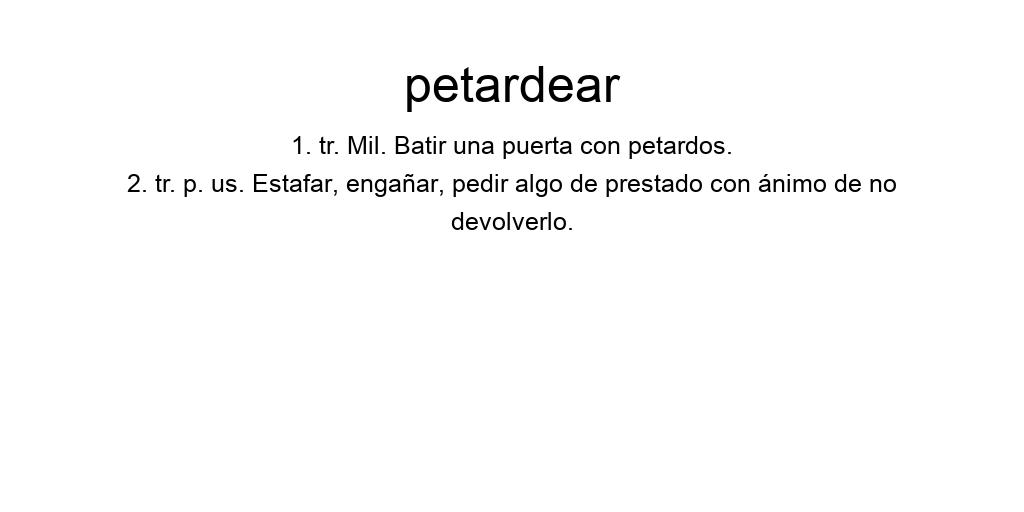 petardear
1. tr. Mil. Batir una puerta con petardos.
2. tr. p. us. Estafar, engañar, pedir algo de prestado con ánimo de no
devolverlo.